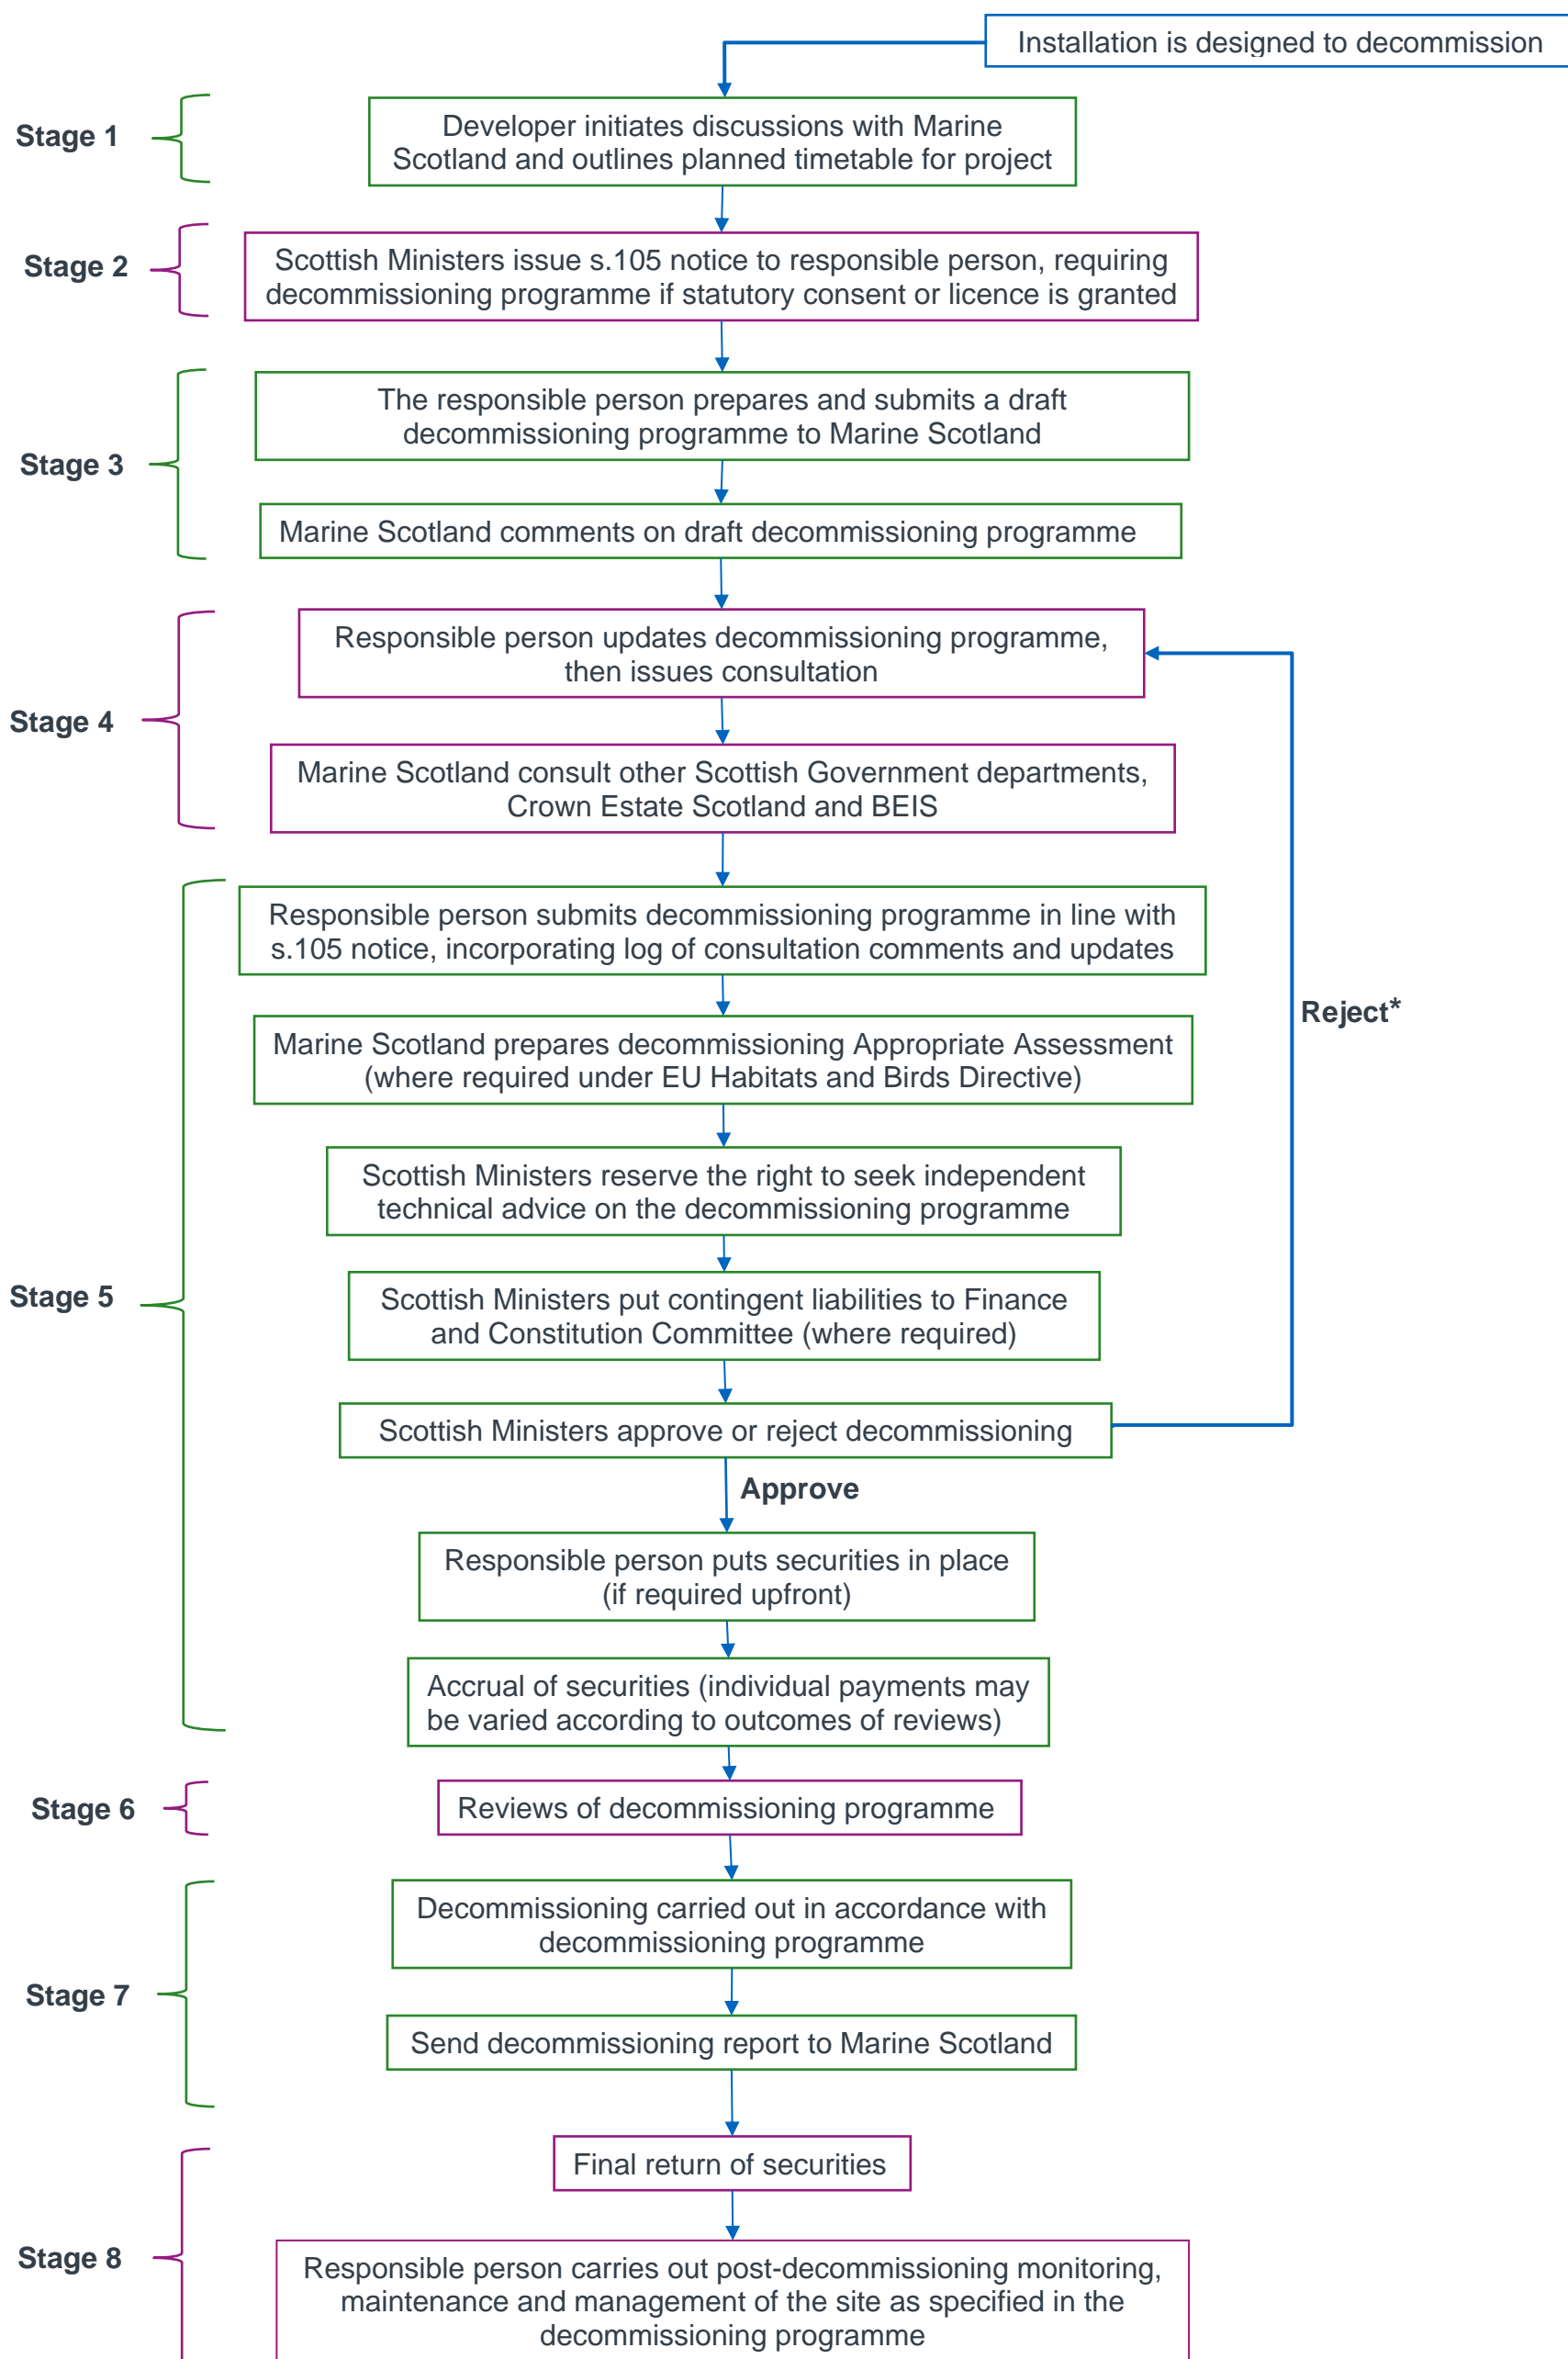 Installation is designed to decommission
Stage 1
Developer initiates discussions with Marine
Scotland and outlines planned timetable for project
Stage 2
Scottish Ministers issue s.105 notice to responsible person, requiring
decommissioning programme if statutory consent or licence is granted
Stage 3
The responsible person prepares and submits a draft
decommissioning programme to Marine Scotland
Marine Scotland comments on draft decommissioning programme
Stage 4
Responsible person updates decommissioning programme,
then issues consultation
Marine Scotland consult other Scottish Government departments,
Crown Estate Scotland and BEIS
Stage 5
Responsible person submits decommissioning programme in line with
s.105 notice, incorporating log of consultation comments and updates
Marine Scotland prepares decommissioning Appropriate Assessment
(where required under EU Habitats and Birds Directive)
Scottish Ministers reserve the right to seek independent
technical advice on the decommissioning programme
Scottish Ministers put contingent liabilities to Finance
and Constitution Committee (where required)
Scottish Ministers approve or reject decommissioning
Reject*
Approve
Responsible person puts securities in place
(if required upfront)
Accrual of securities (individual payments may
be varied according to outcomes of reviews)
Stage 6
Reviews of decommissioning programme
Stage 7
Decommissioning carried out in accordance with
decommissioning programme
Send decommissioning report to Marine Scotland
Stage 8
Final return of securities
Responsible person carries out post-decommissioning monitoring,
maintenance and management of the site as specified in the
decommissioning programme